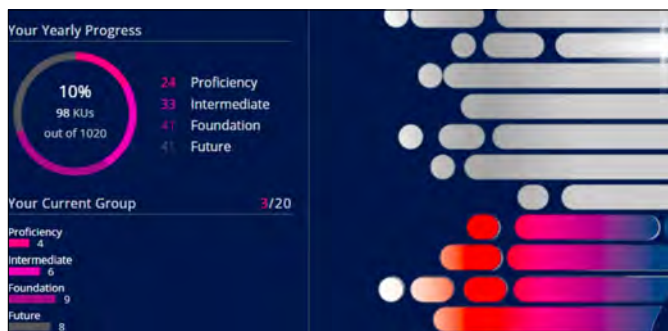 Your Yearly Progress
10%
98 KUs
out of 1020
24 Proficiency
33 Intermediate
41 Foundation
41 Future
Your Current Group 3/20
Proficiency
4
Intermediate
6
Foundation
9
Future
8